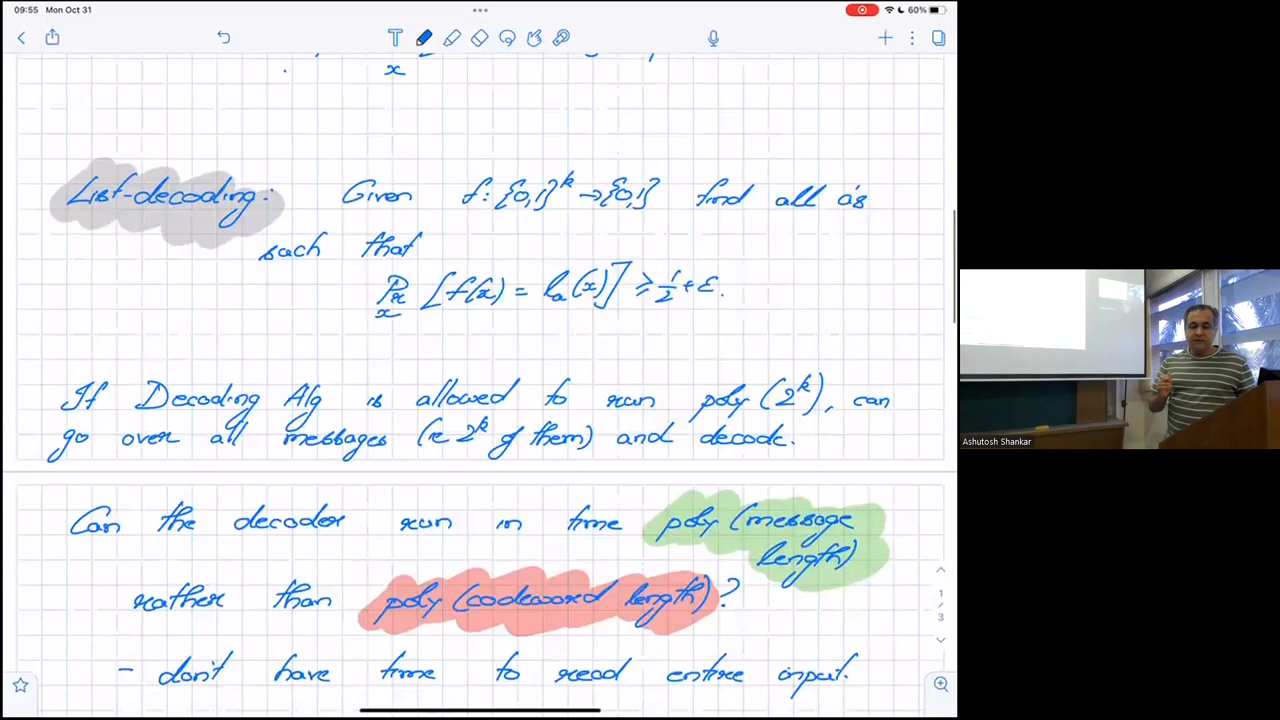 09:55 Mon Oct 31
60%
x
List-decoding: Given f: {0,1}^k → {0,1} find all a's
such that
Pr_x [f(x) = l_a(x)] ≥ 1/2 + ε.
If Decoding Alg is allowed to run poly(2^k), can
go over all messages (ie 2^k of them) and decode.
Can the decoder run in time poly (message
length)
rather than poly (codeword length)?
- don't have time to read entire input.
1
/
3
Ashutosh Shankar